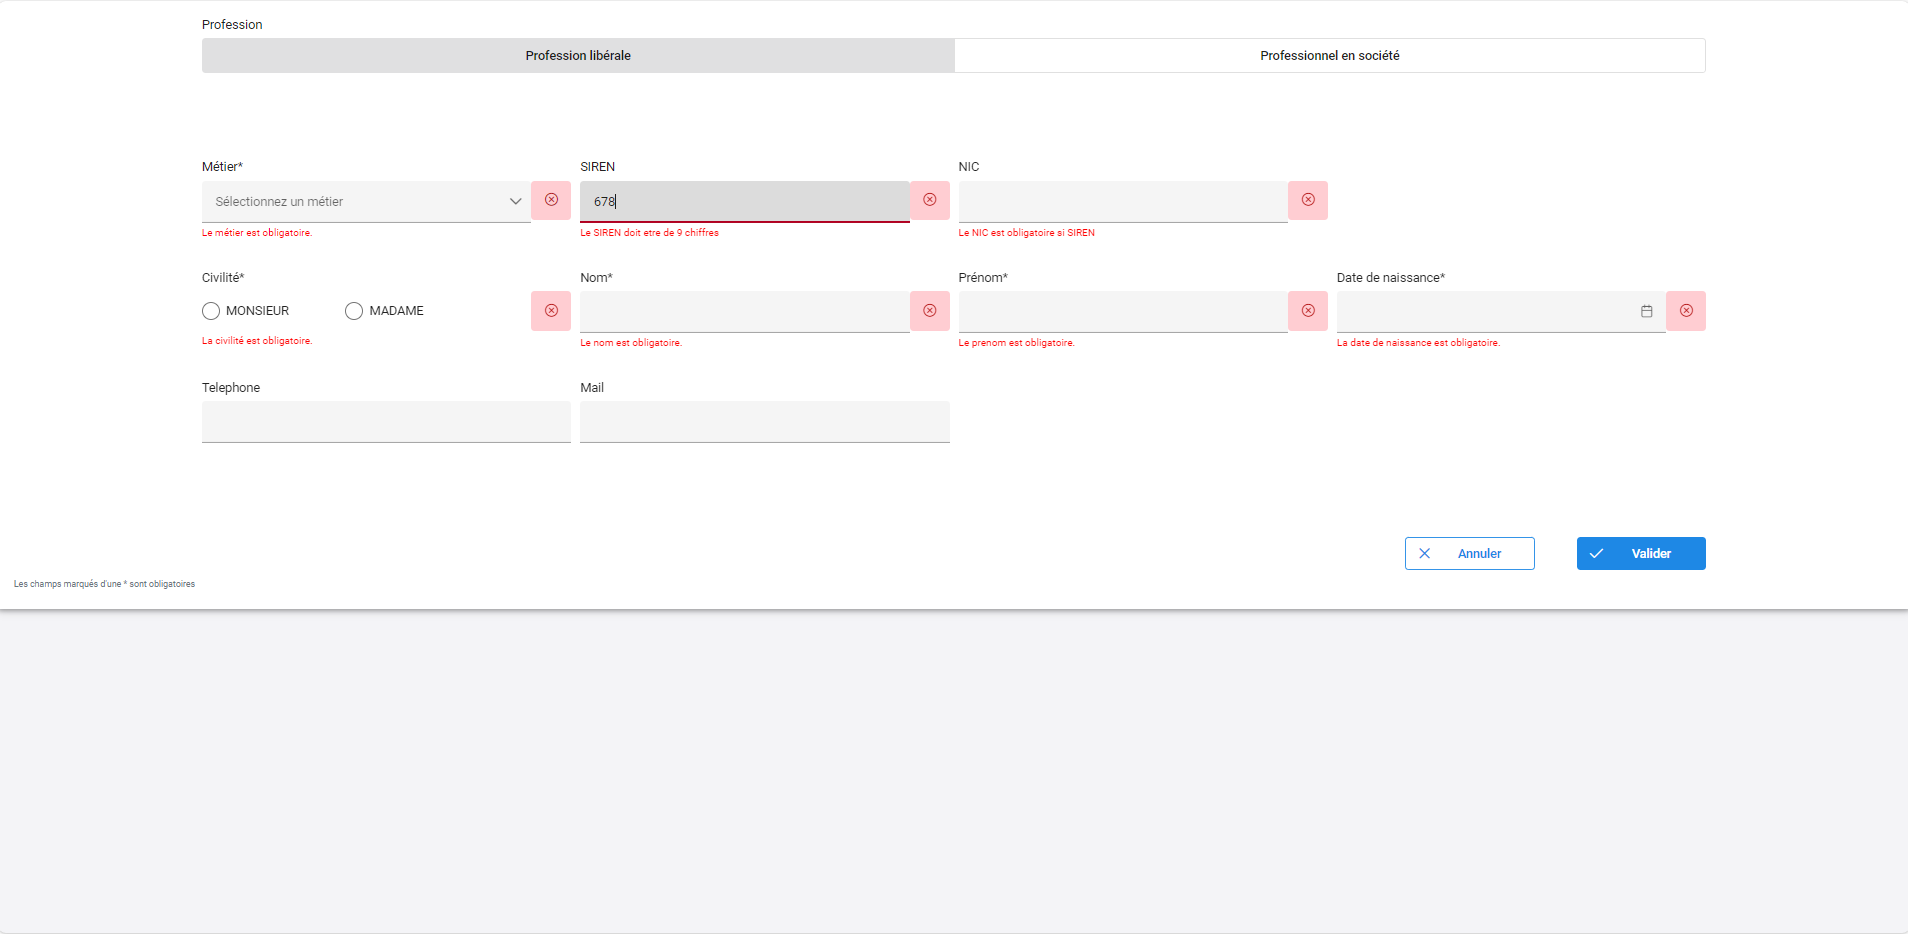 Profession
Profession libérale
Professionnel en société
Métier*
SIREN
NIC
Sélectionnez un métier
678
Le métier est obligatoire.
Le SIREN doit etre de 9 chiffres
Le NIC est obligatoire si SIREN
Civilité*
Nom*
Prénom*
Date de naissance*
MONSIEUR
MADAME
La civilité est obligatoire.
Le nom est obligatoire.
Le prenom est obligatoire.
La date de naissance est obligatoire.
Telephone
Mail
Annuler
Valider
Les champs marqués d'une * sont obligatoires